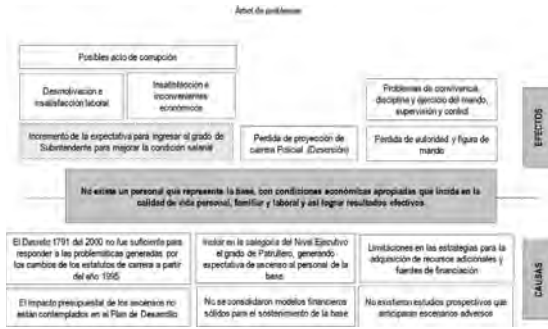 Árbol de problemas
Posibles acto de corrupción
Desmotivación e
insatisfacción laboral
Insatisfacción e
inconvenientes
económicos
Problemas de convivencia,
disciplina y ejercicio del mando,
supervisión y control
Incremento de la expectativa para ingresar al grado de
Subintendente para mejorar la condición salarial
Perdida de proyección de
carrera Policial (Deserción)
Perdida de autoridad y figura de
mando
EFECTOS
No existe un personal que represente la base, con condiciones económicas apropiadas que incida en la
calidad de vida personal, familiar y laboral y así lograr resultados efectivos.
El Decreto 1791 del 2000 no fue suficiente para
responder a las problemáticas generadas por
los cambios de los estatutos de carrera a partir
del año 1995
Incluir en la categoría del Nivel Ejecutivo
el grado de Patrullero, generando
expectativa de ascenso al personal de la
base.
Limitaciones en las estrategias para la
adquisición de recursos adicionales y
fuentes de financiación
El impacto presupuestal de los ascensos no
están contemplados en el Plan de Desarrollo
No se consolidaron modelos financieros
sólidos para el sostenimiento de la base
No existieron estudios prospectivos que
anticiparan escenarios adversos
CAUSAS